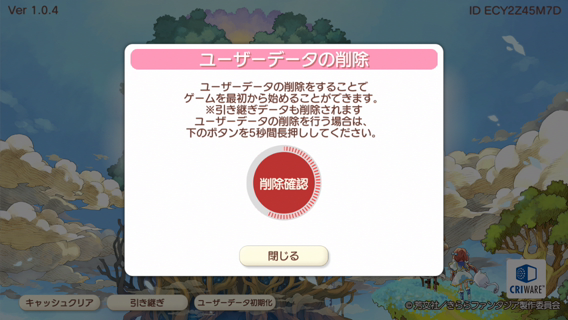 Ver 1.0.4
ID ECY2Z45M7D
ユーザーデータの削除
ユーザーデータの削除をすることで
ゲームを最初から始めることができます。
※引き継ぎデータも削除されます
ユーザーデータの削除を行う場合は、
下のボタンを5秒間長押ししてください。
削除確認
閉じる
キャッシュクリア
引き継ぎ
ユーザーデータ初期化
CRIWARE
© 芳文社／きららファンタジア製作委員会